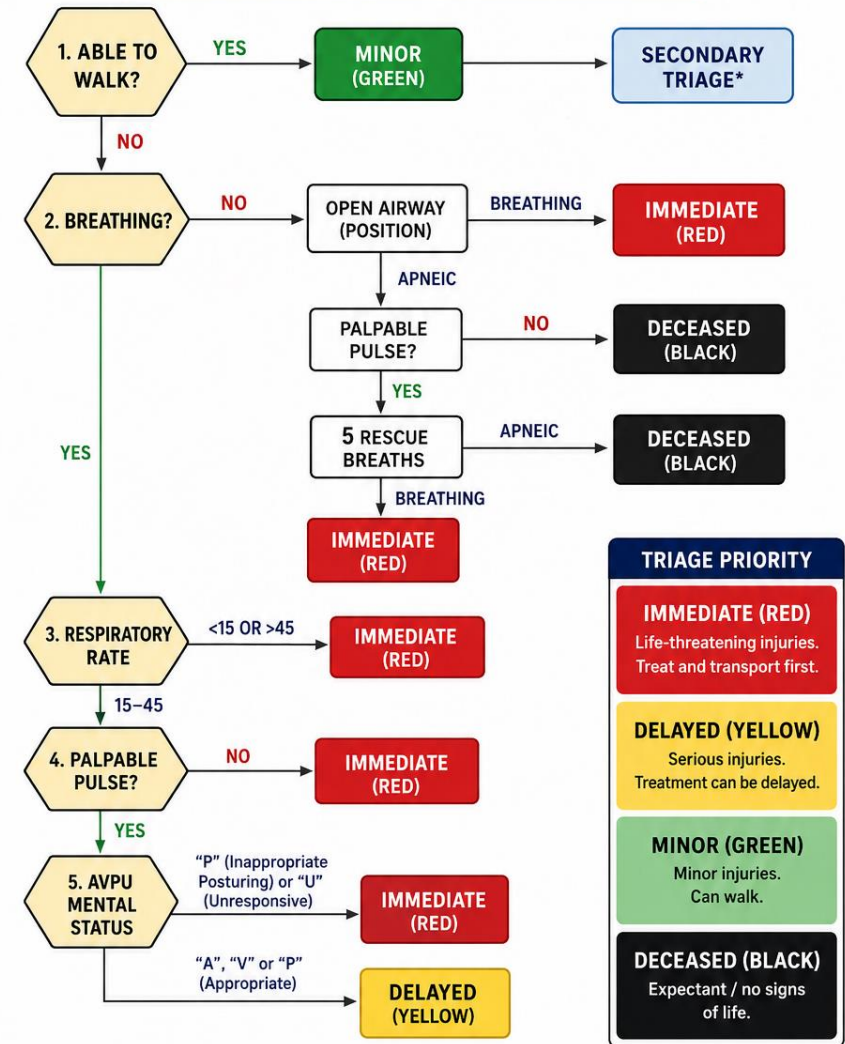 1. ABLE TO
WALK?
YES
MINOR
(GREEN)
SECONDARY
TRIAGE*
NO
2. BREATHING?
NO
OPEN AIRWAY
(POSITION)
BREATHING
IMMEDIATE
(RED)
APNEIC
PALPABLE
PULSE?
NO
DECEASED
(BLACK)
YES
5 RESCUE
BREATHS
APNEIC
DECEASED
(BLACK)
BREATHING
IMMEDIATE
(RED)
YES
3. RESPIRATORY
RATE
<15 OR >45
IMMEDIATE
(RED)
15–45
4. PALPABLE
PULSE?
NO
IMMEDIATE
(RED)
YES
5. AVPU
MENTAL
STATUS
“P” (Inappropriate
Posturing) or “U”
(Unresponsive)
IMMEDIATE
(RED)
“A”, “V” or “P”
(Appropriate)
DELAYED
(YELLOW)
TRIAGE PRIORITY
IMMEDIATE (RED)
Life-threatening injuries.
Treat and transport first.
DELAYED (YELLOW)
Serious injuries.
Treatment can be delayed.
MINOR (GREEN)
Minor injuries.
Can walk.
DECEASED (BLACK)
Expectant / no signs
of life.